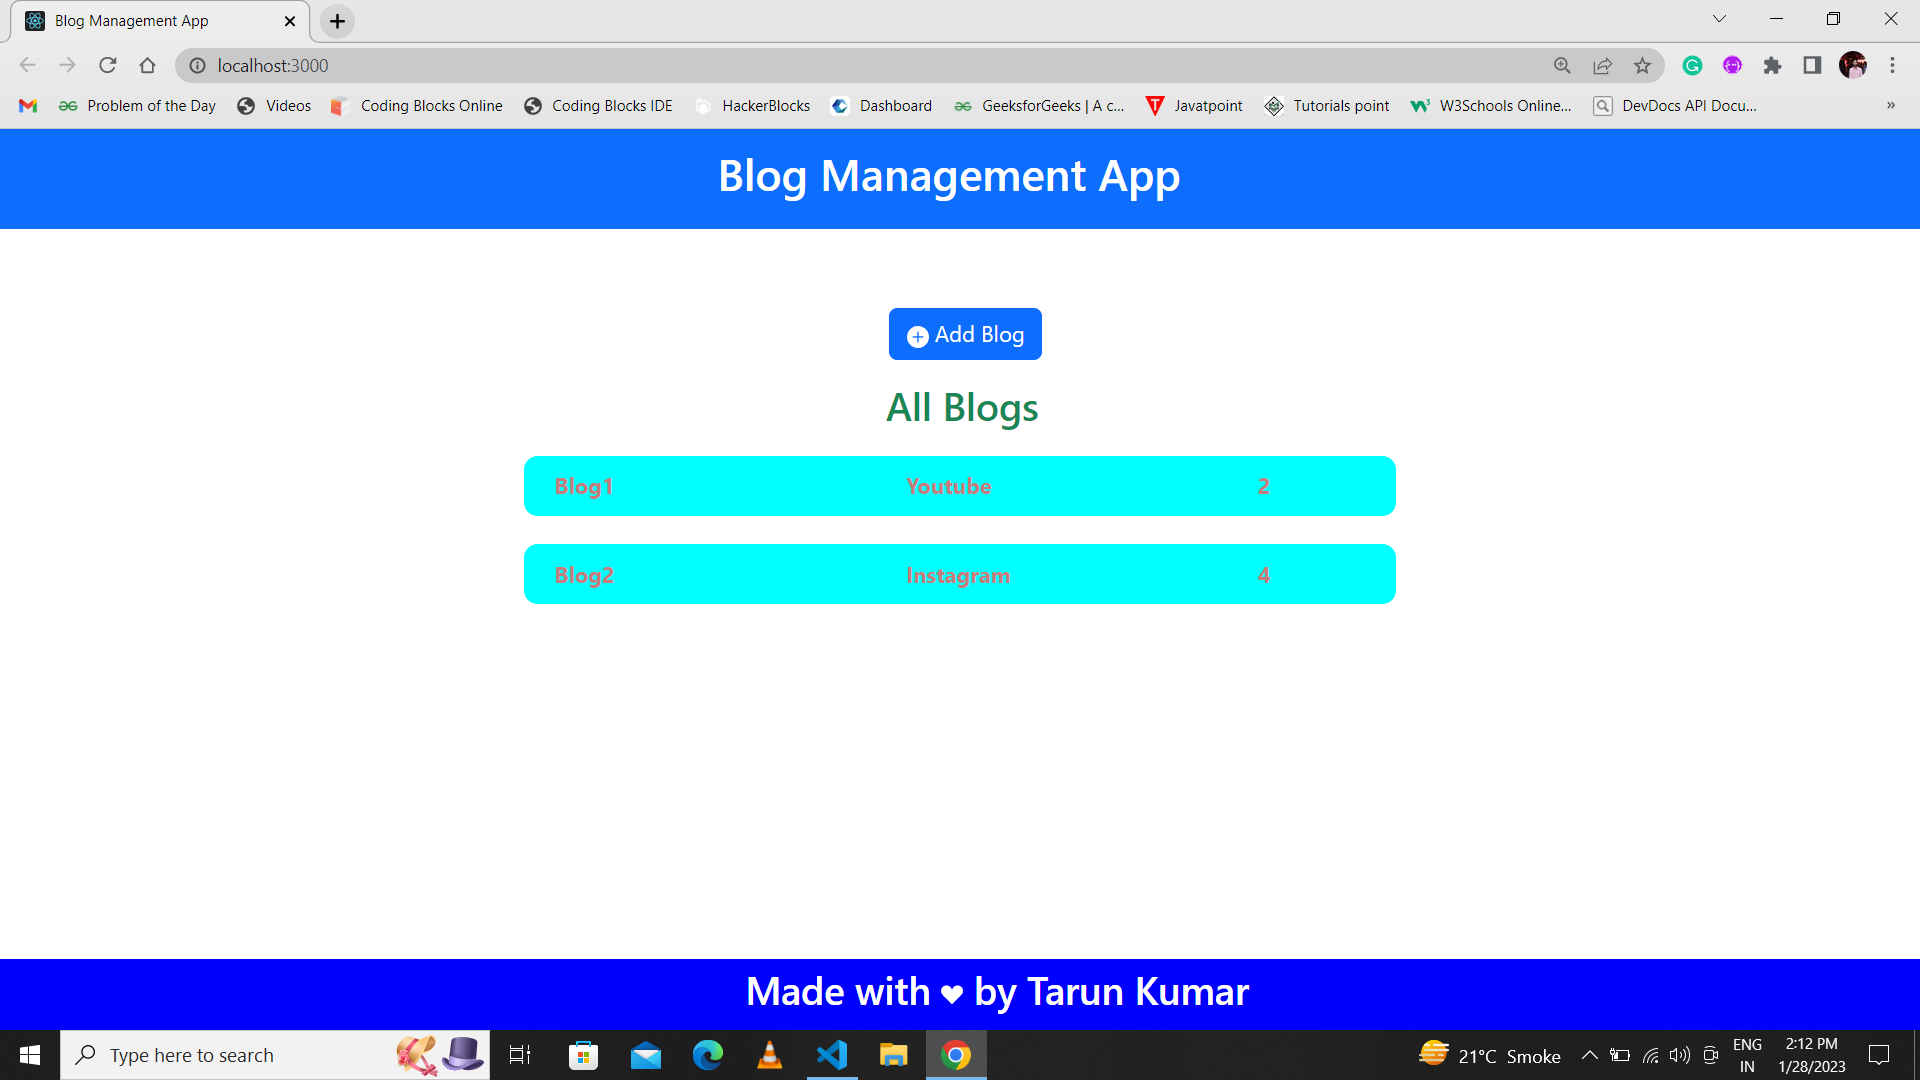 Blog Management App
localhost:3000
Problem of the Day Videos Coding Blocks Online Coding Blocks IDE HackerBlocks Dashboard GeeksforGeeks | A c... Javatpoint Tutorials point W3Schools Online... DevDocs API Docu... »
Blog Management App
Add Blog
All Blogs
Blog1 Youtube 2
Blog2 Instagram 4
Made with ❤ by Tarun Kumar
Type here to search
21°C Smoke
ENG
IN
2:12 PM
1/28/2023